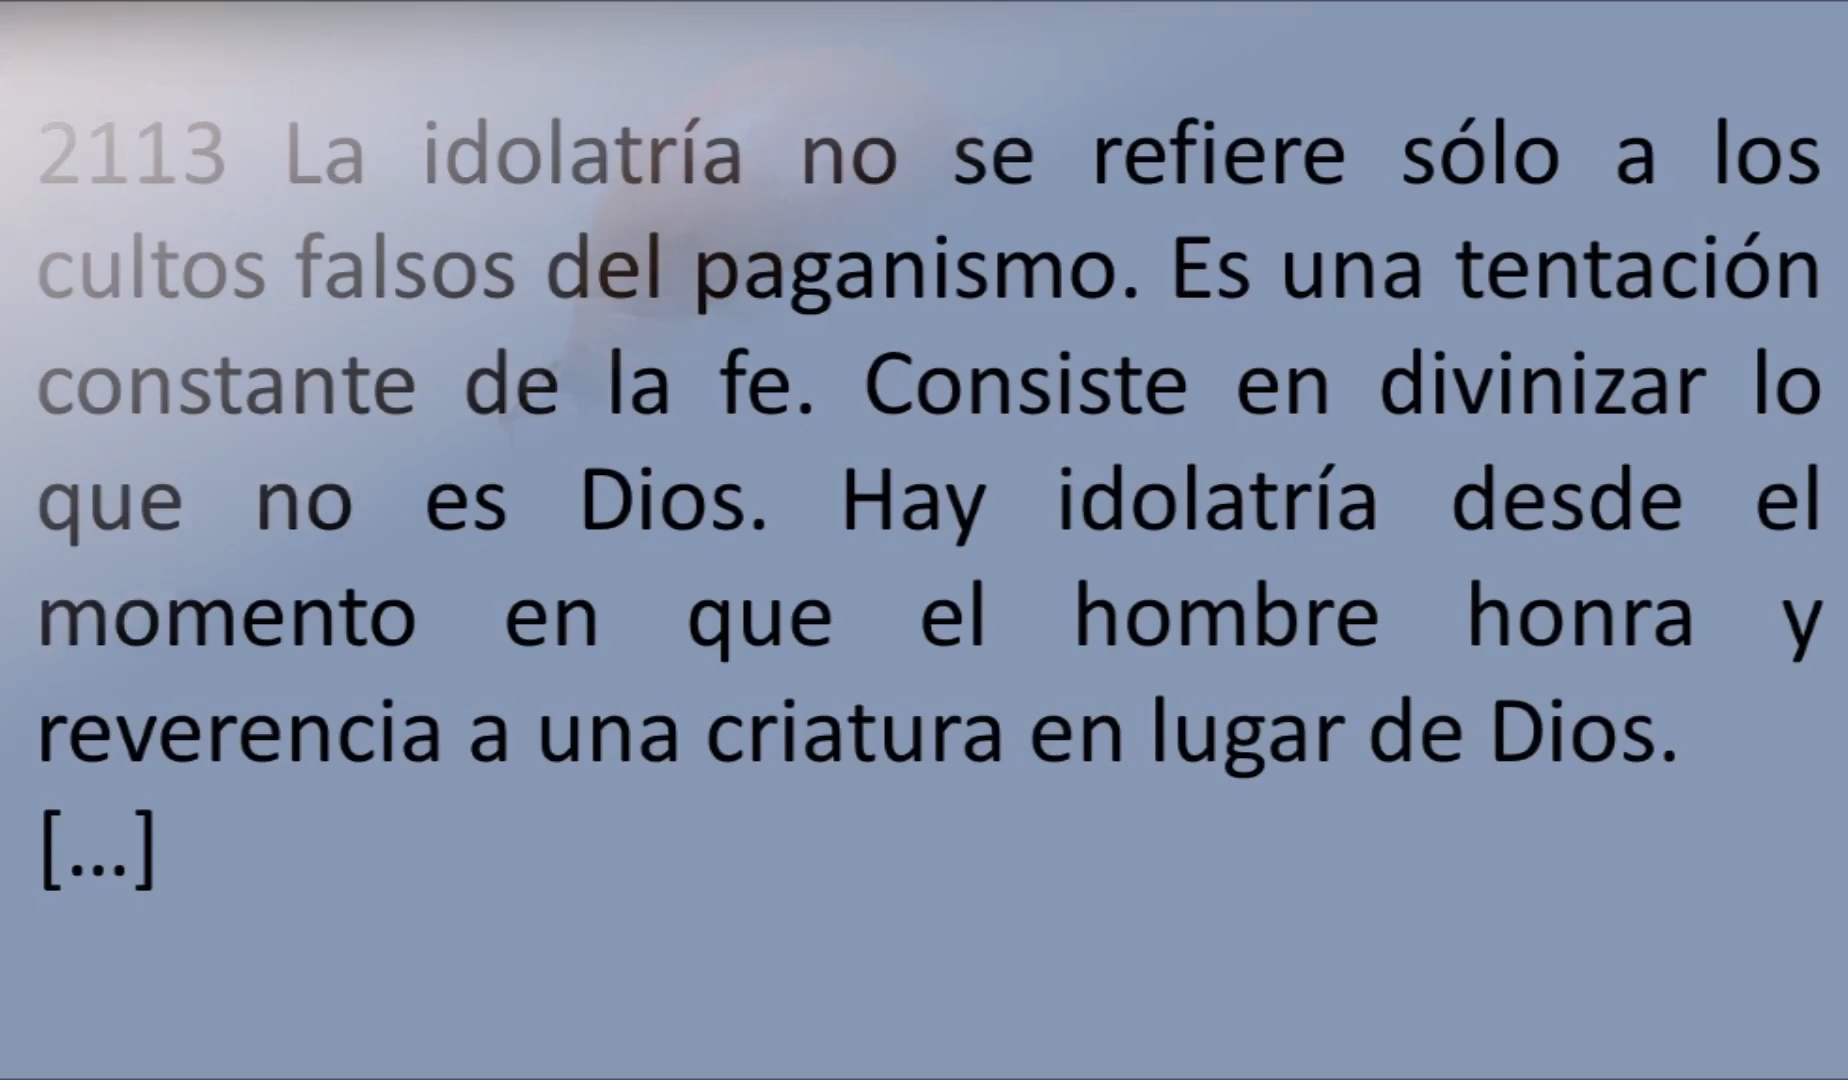 2113 La idolatría no se refiere sólo a los
cultos falsos del paganismo. Es una tentación
constante de la fe. Consiste en divinizar lo
que no es Dios. Hay idolatría desde el
momento en que el hombre honra y
reverencia a una criatura en lugar de Dios.
[...]